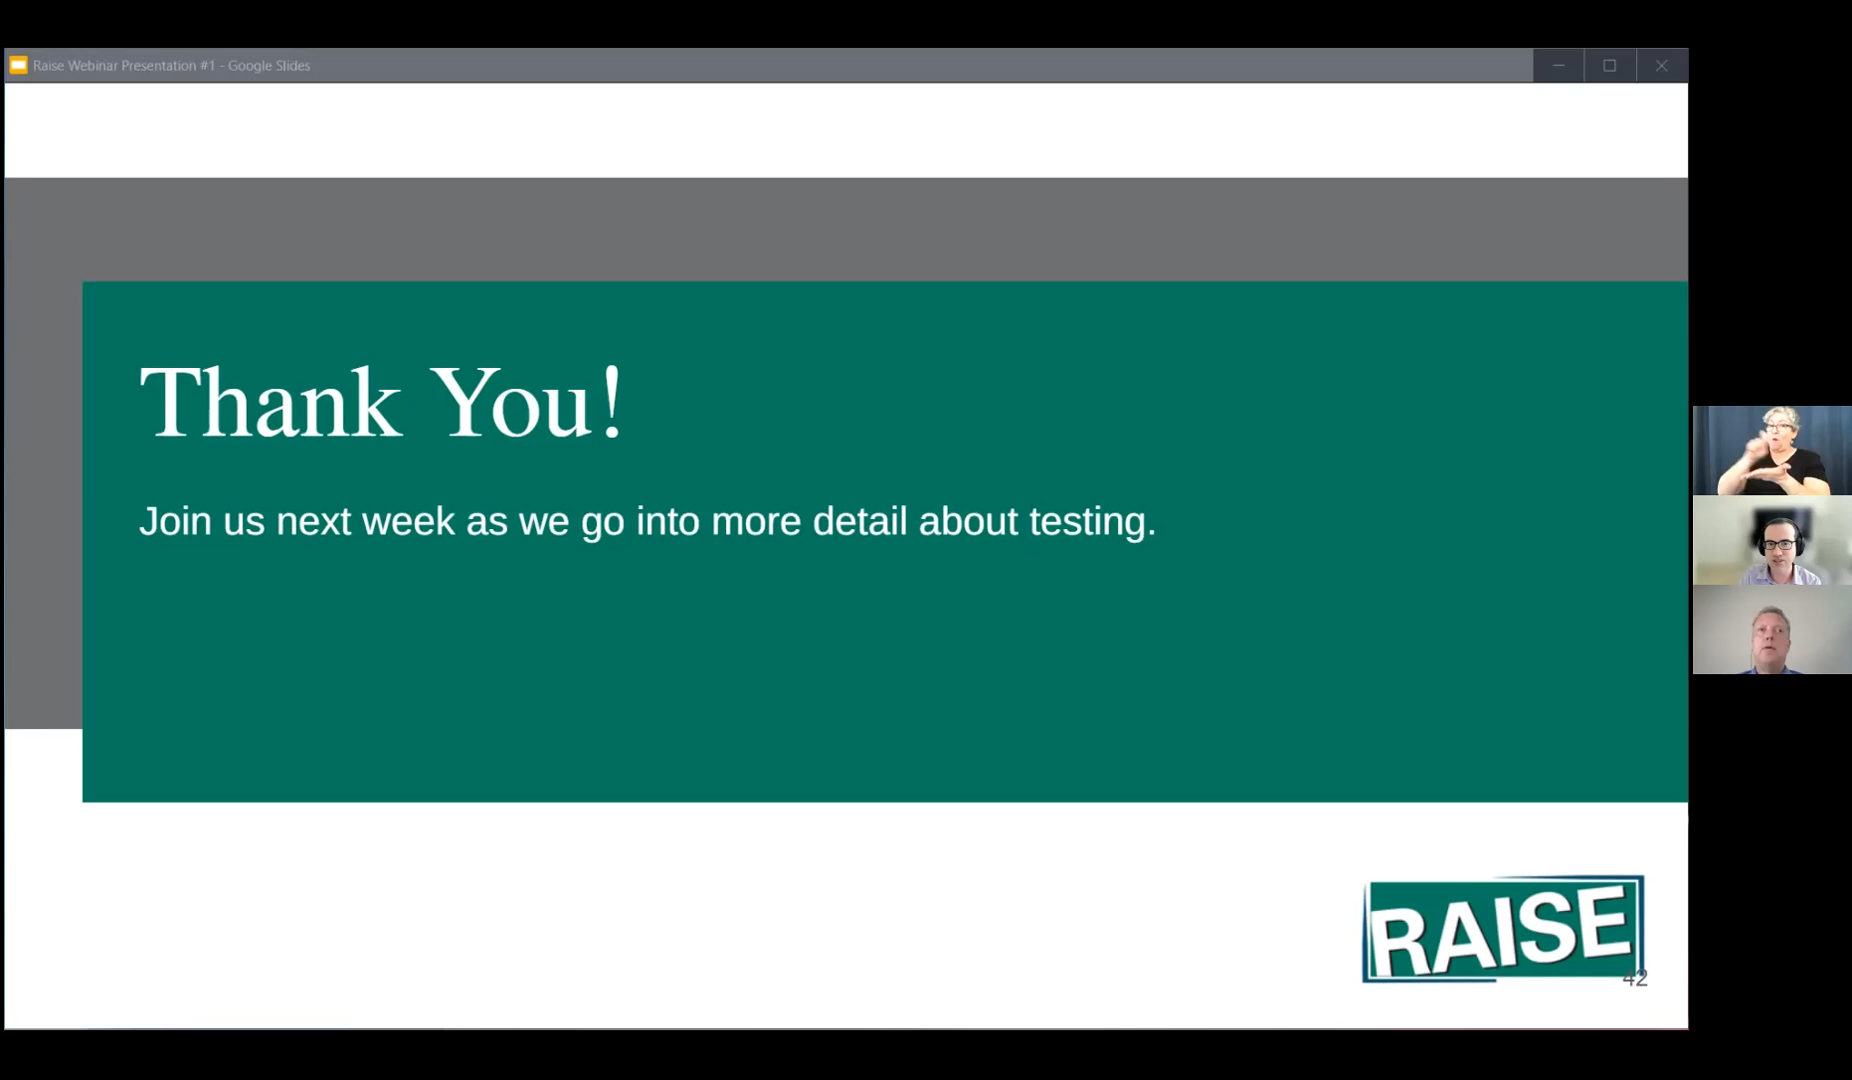 Raise Webinar Presentation #1 - Google Slides
Thank You!
Join us next week as we go into more detail about testing.
RAISE
42